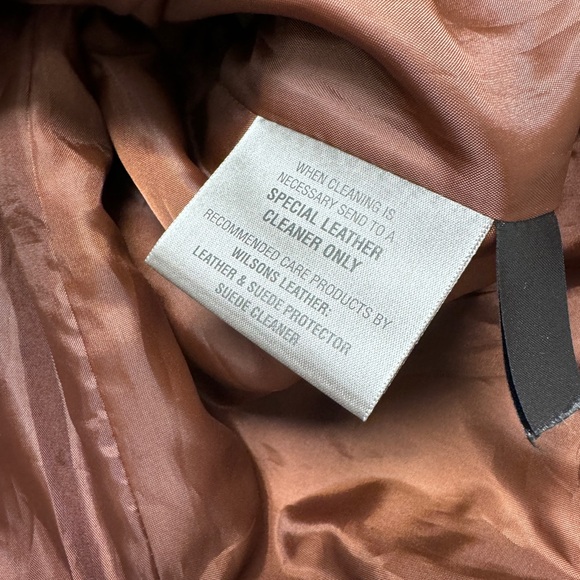 WHEN CLEANING IS
NECESSARY SEND TO A
SPECIAL LEATHER
CLEANER ONLY
RECOMMENDED CARE PRODUCTS BY
WILSONS LEATHER:
LEATHER & SUEDE PROTECTOR
SUEDE CLEANER